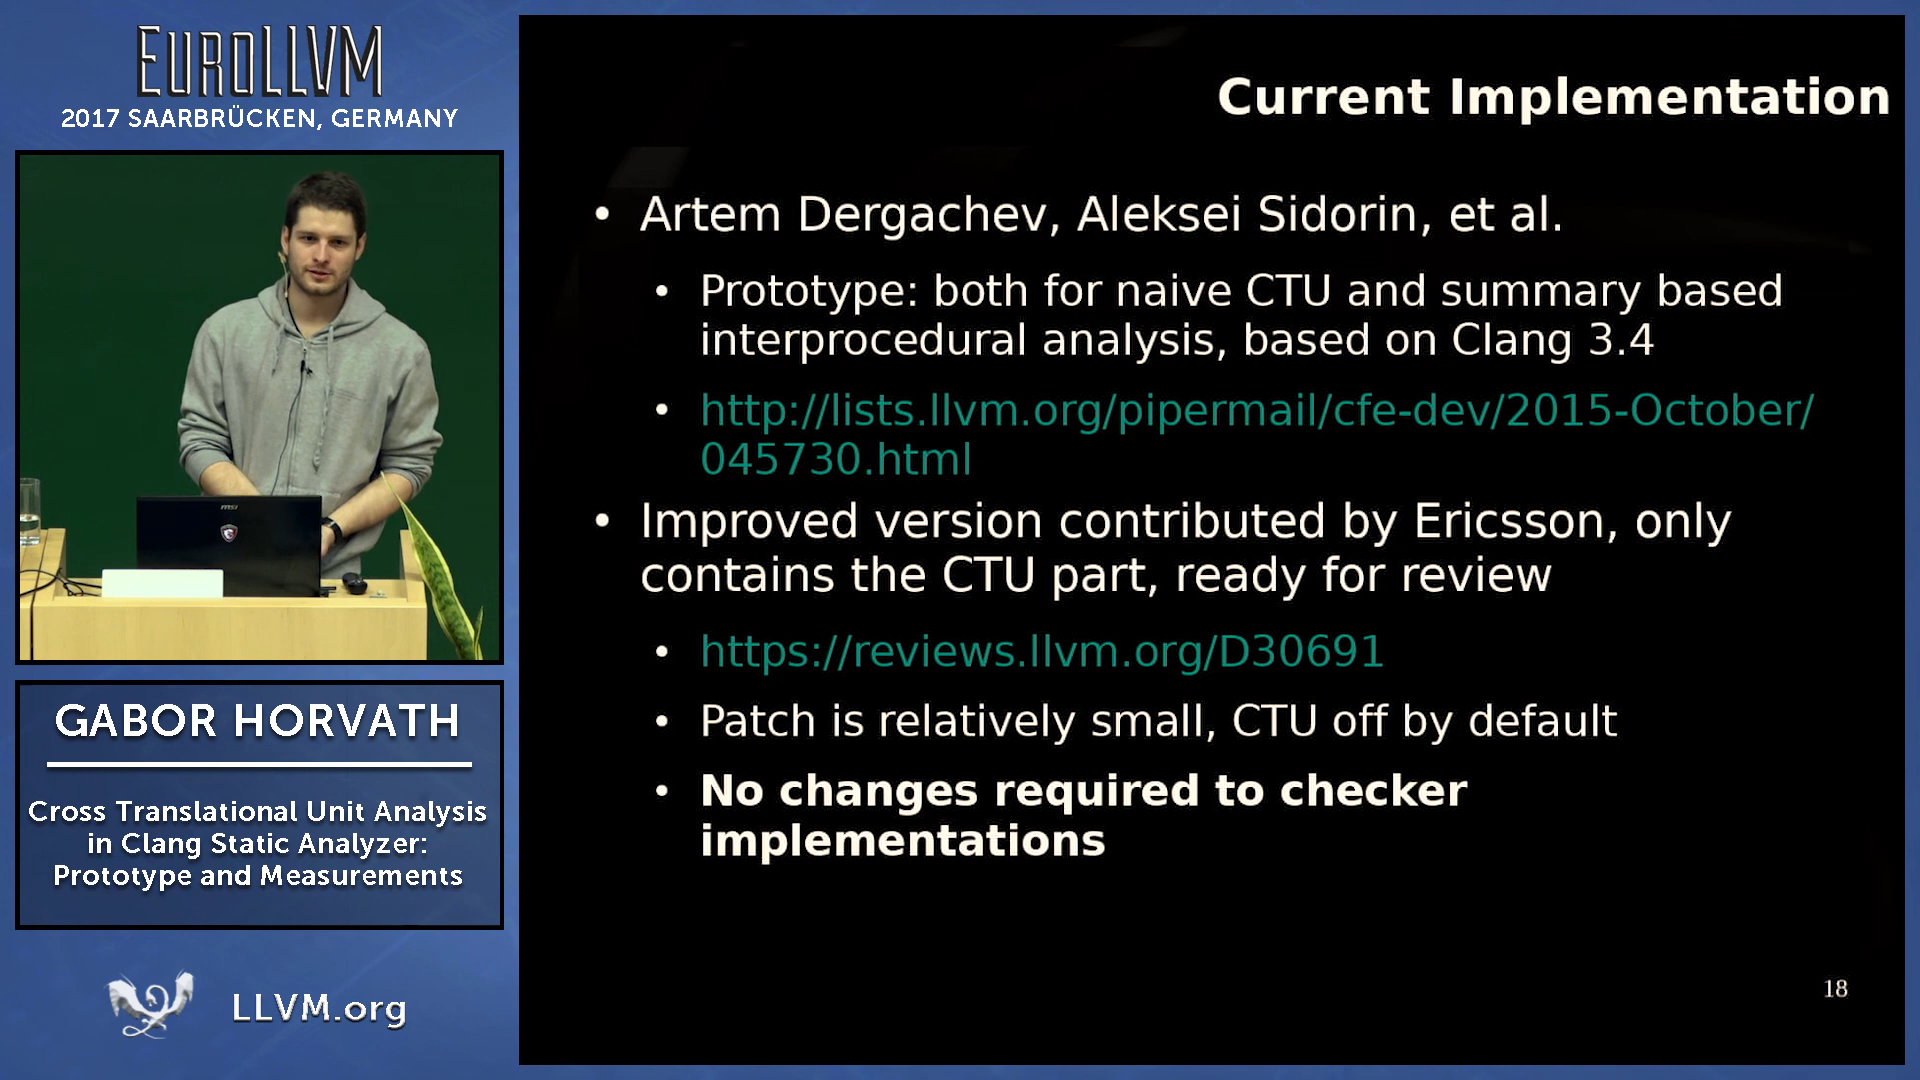 EUROLLVM
2017 SAARBRÜCKEN, GERMANY
msi
GABOR HORVATH
Cross Translational Unit Analysis
in Clang Static Analyzer:
Prototype and Measurements
LLVM.org
Current Implementation
• Artem Dergachev, Aleksei Sidorin, et al.
• Prototype: both for naive CTU and summary based
interprocedural analysis, based on Clang 3.4
• http://lists.llvm.org/pipermail/cfe-dev/2015-October/
045730.html
• Improved version contributed by Ericsson, only
contains the CTU part, ready for review
• https://reviews.llvm.org/D30691
• Patch is relatively small, CTU off by default
• No changes required to checker
implementations
18